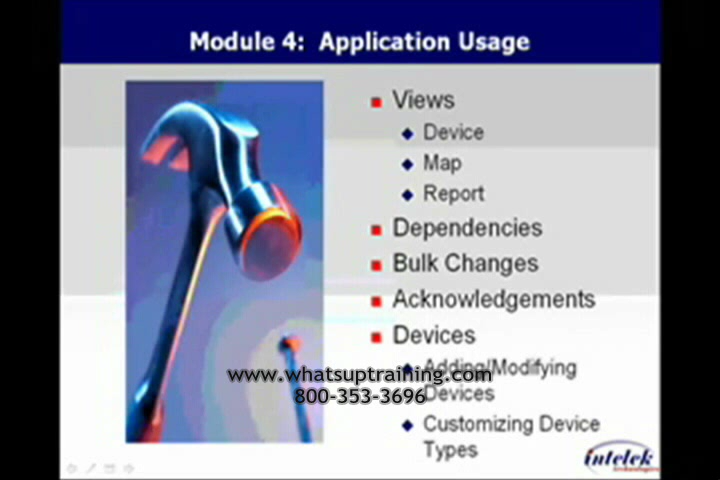 Module 4: Application Usage
Views
Device
Map
Report
Dependencies
Bulk Changes
Acknowledgements
Devices
Adding/Modifying
Devices
www.whatsuptraining.com
800-353-3696
Customizing Device
Types
intelek
technologies